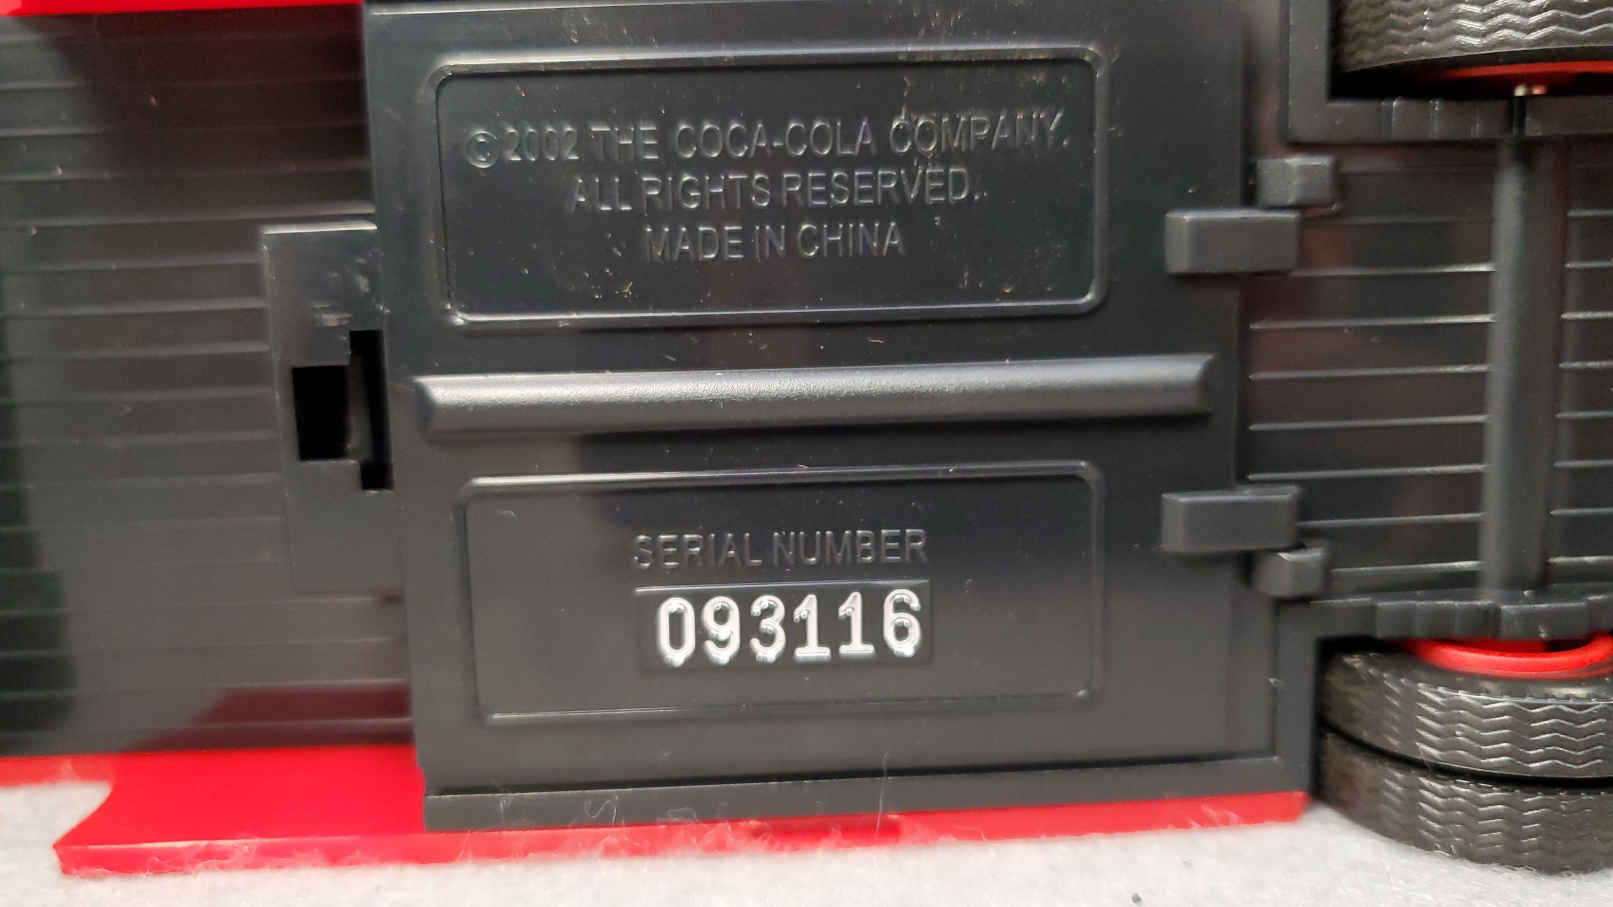 ©2002 THE COCA-COLA COMPANY.
ALL RIGHTS RESERVED.
MADE IN CHINA
SERIAL NUMBER
093116